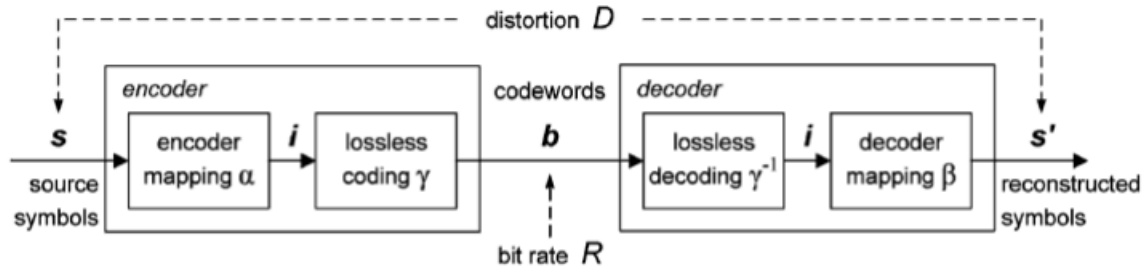 distortion D
encoder
codewords
decoder
s
encoder
mapping α
i
lossless
coding γ
b
lossless
decoding γ⁻¹
i
decoder
mapping β
s'
source
symbols
reconstructed
symbols
bit rate R